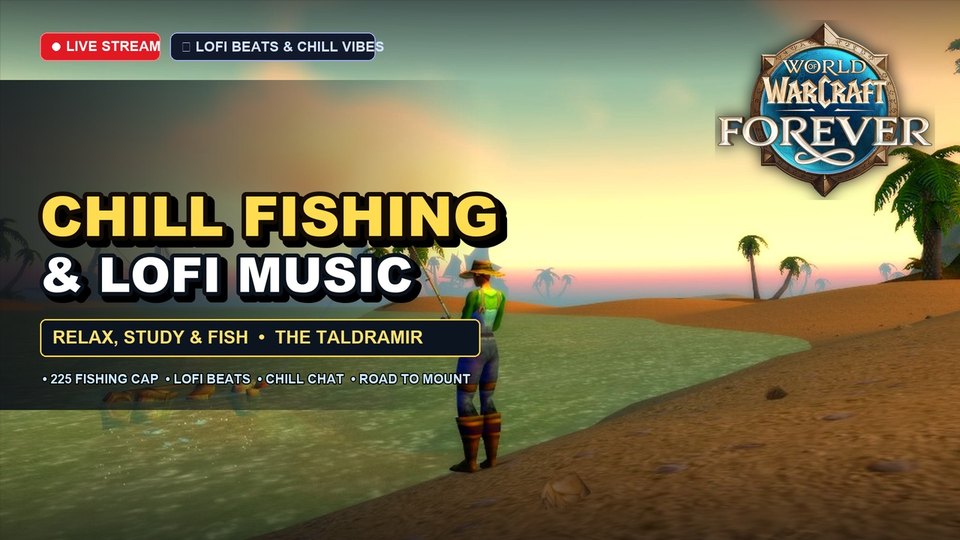 ● LIVE STREAM
LOFI BEATS & CHILL VIBES
WORLD
OF
WARCRAFT
FOREVER
CHILL FISHING
& LOFI MUSIC
RELAX, STUDY & FISH • THE TALDRAMIR
• 225 FISHING CAP • LOFI BEATS • CHILL CHAT • ROAD TO MOUNT